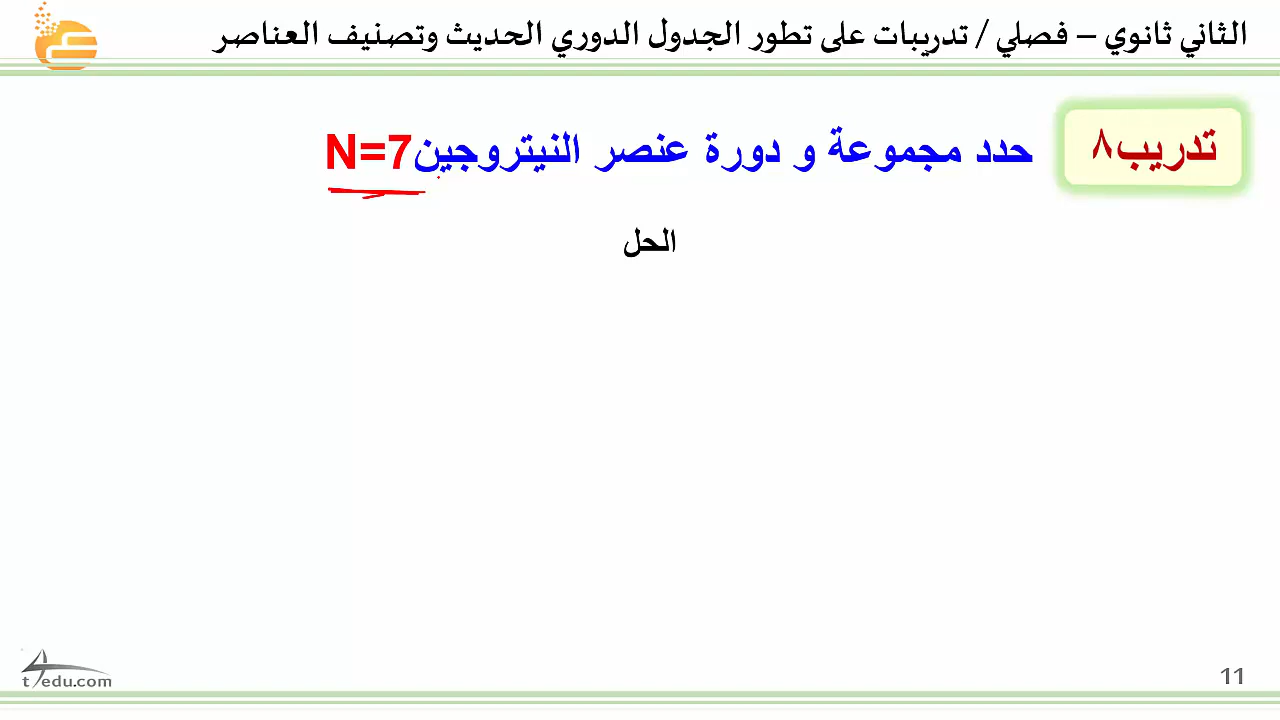 الثاني ثانوي – فصلي / تدريبات على تطور الجدول الدوري الحديث وتصنيف العناصر
تدريب٨
حدد مجموعة و دورة عنصر النيتروجين N=7
الحل
t4edu.com
11